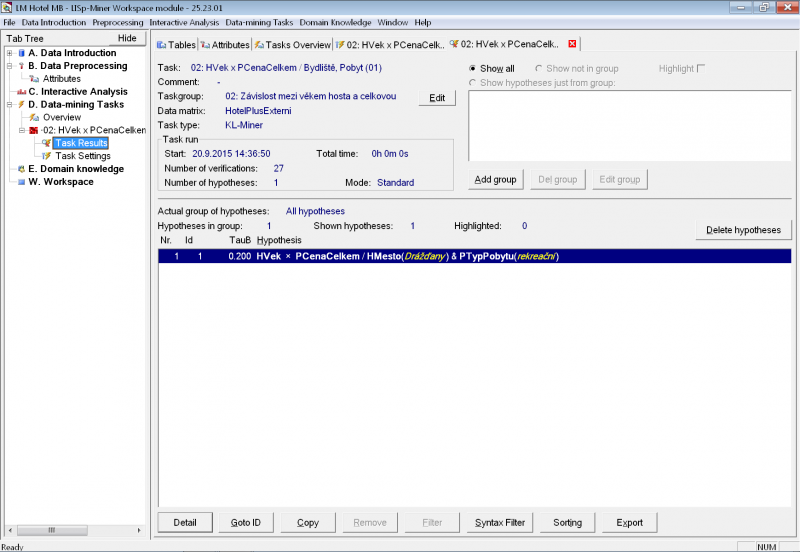 LM Hotel MB - LISp-Miner Workspace module - 25.23.01
File Data Introduction Preprocessing Interactive Analysis Data-mining Tasks Domain Knowledge Window Help
Tab Tree Hide
A. Data Introduction
B. Data Preprocessing
Attributes
C. Interactive Analysis
D. Data-mining Tasks
Overview
02: HVek x PCenaCelkem
Task Results
Task Settings
E. Domain knowledge
W. Workspace
Tables Attributes Tasks Overview 02: HVek x PCenaCelk.. 02: HVek x PCenaCelk..
Task: 02: HVek x PCenaCelkem / Bydliště, Pobyt (01)
Comment: -
Taskgroup: 02: Závislost mezi věkem hosta a celkovou Edit
Data matrix: HotelPlusExterni
Task type: KL-Miner
Task run
Start: 20.9.2015 14:36:50 Total time: 0h 0m 0s
Number of verifications: 27
Number of hypotheses: 1 Mode: Standard
Show all Show not in group Highlight
Show hypotheses just from group:
Add group Del group Edit group
Actual group of hypotheses: All hypotheses
Hypotheses in group: 1 Shown hypotheses: 1 Highlighted: 0
Delete hypotheses
Nr. Id TauB Hypothesis
1 1 0.200 HVek × PCenaCelkem / HMesto(Drážďany) & PTypPobytu(rekreační)
Detail Goto ID Copy Remove Filter Syntax Filter Sorting Export
Ready NUM